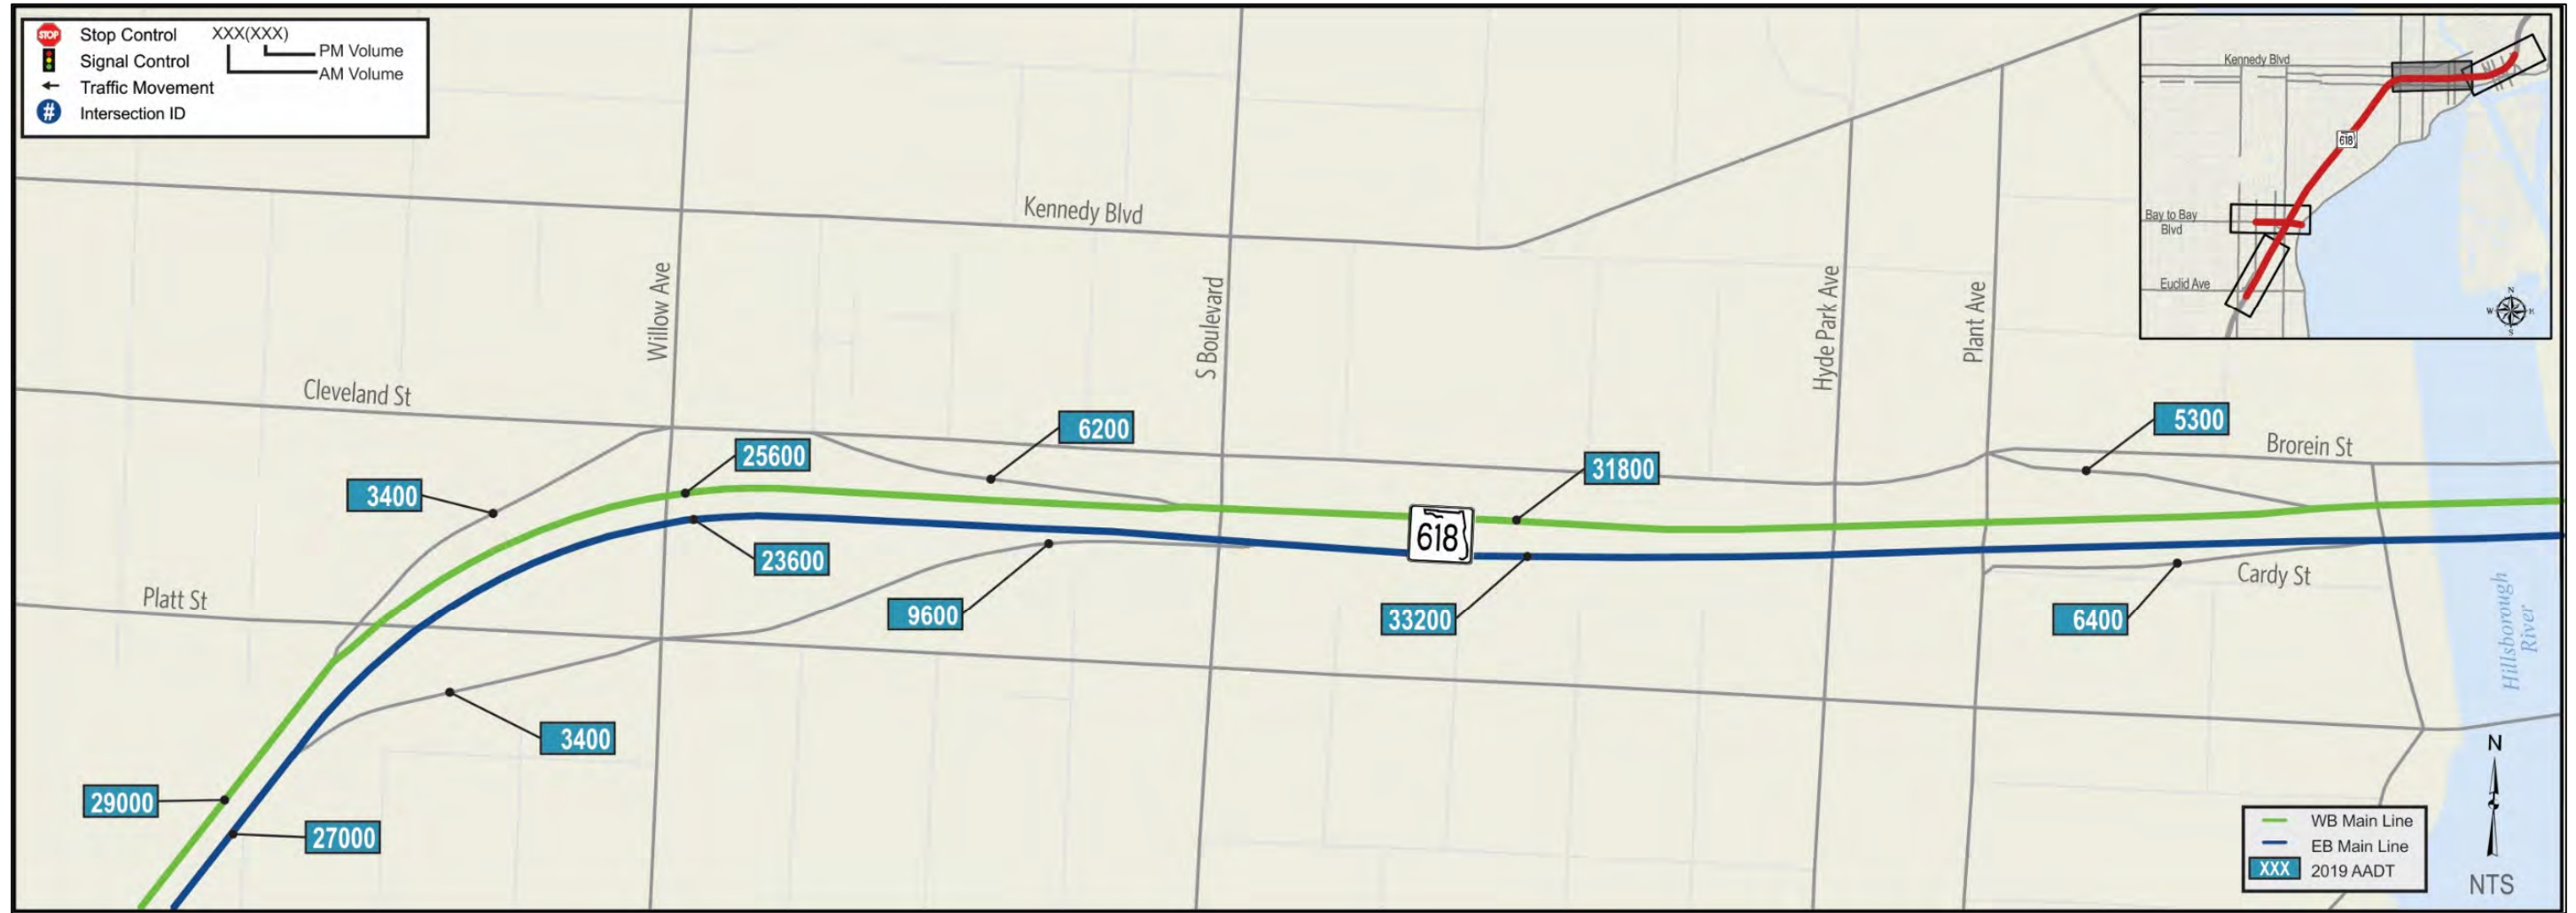 STOP Stop Control
XXX(XXX)
Signal Control
PM Volume
AM Volume
Traffic Movement
# Intersection ID
Kennedy Blvd
618
Bay to Bay
Blvd
Euclid Ave
N
W
S
Kennedy Blvd
Willow Ave
S Boulevard
Hyde Park Ave
Plant Ave
Cleveland St
Brorein St
Platt St
Cardy St
Hillsborough
River
5300
6200
25600
31800
3400
618
23600
9600
33200
6400
3400
29000
27000
N
NTS
WB Main Line
EB Main Line
XXX 2019 AADT